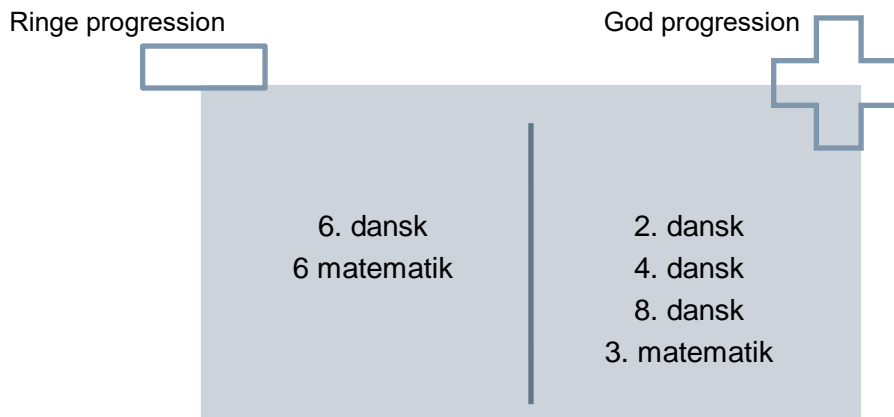 Ringe progression
God progression
6. dansk
6 matematik
2. dansk
4. dansk
8. dansk
3. matematik